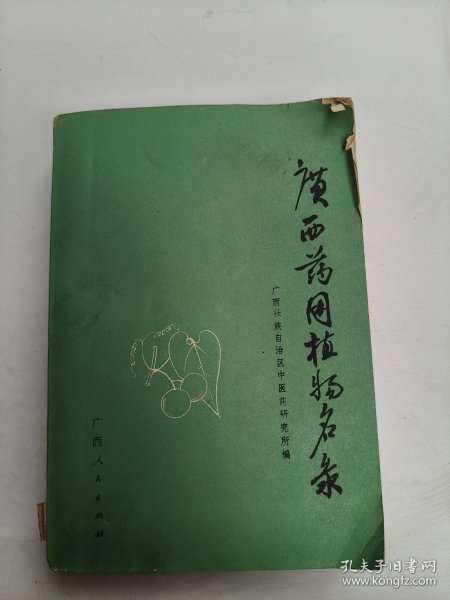 廣西药用植物名录
广西壮族自治区中医药研究所编
广西人民出版社
孔夫子旧书网
www.kongfz.com